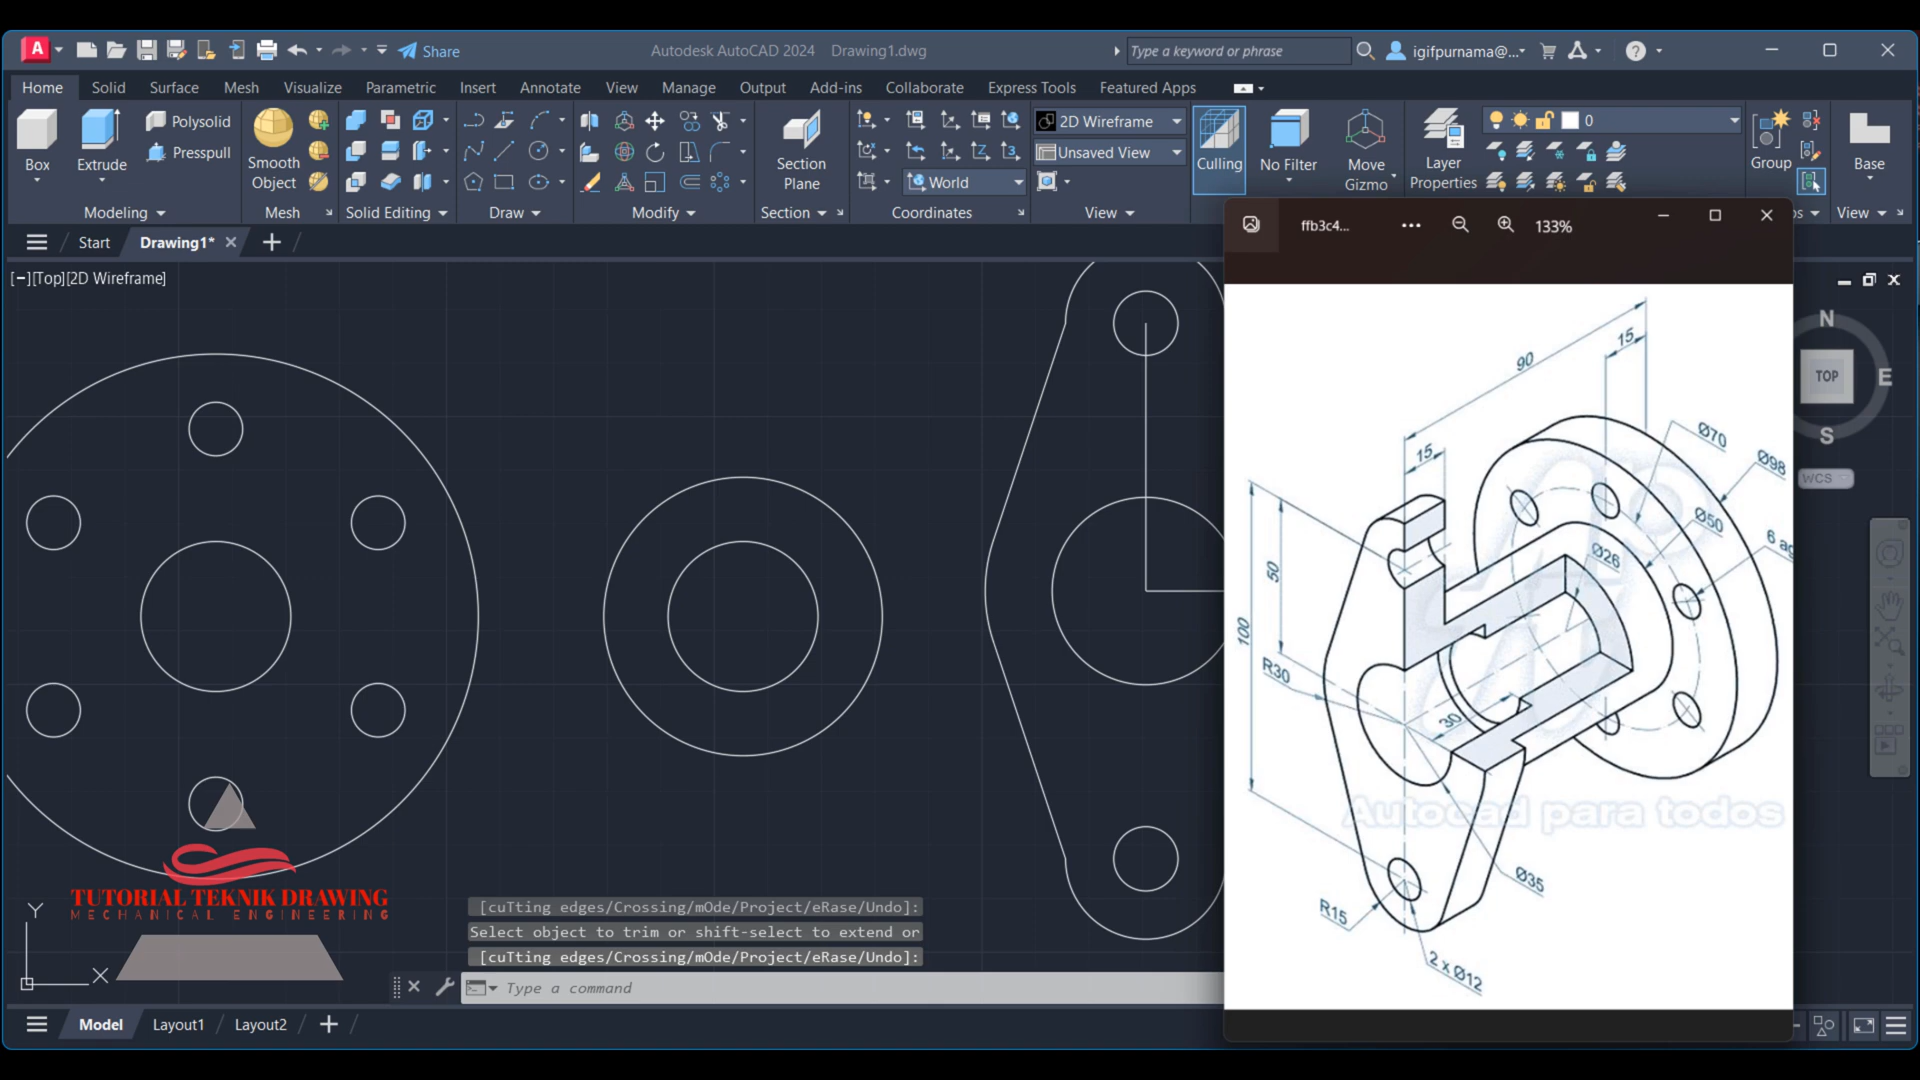 A
Share
Autodesk AutoCAD 2024 Drawing1.dwg
Type a keyword or phrase
igifpurnama@...
?
Home Solid Surface Mesh Visualize Parametric Insert Annotate View Manage Output Add-ins Collaborate Express Tools Featured Apps
Box
Extrude
Polysolid
Presspull
Smooth
Object
Section
Plane
World
2D Wireframe
Unsaved View
Culling
No Filter
Move
Gizmo
Layer
Properties
0
Group
Base
Modeling Mesh Solid Editing Draw Modify Section Coordinates View View
Start Drawing1*
[−][Top][2D Wireframe]
ffb3c4...
133%
N
TOP
E
S
WCS
90
15
15
Ø70
Ø98
Ø50
Ø26
50
100
R30
30
Ø35
R15
2 x Ø12
Autocad para todos
TUTORIAL TEKNIK DRAWING
MECHANICAL ENGINEERING
Y
X
[cuTting edges/Crossing/mOde/Project/eRase/Undo]:
Select object to trim or shift-select to extend or
[cuTting edges/Crossing/mOde/Project/eRase/Undo]:
Type a command
Model Layout1 Layout2